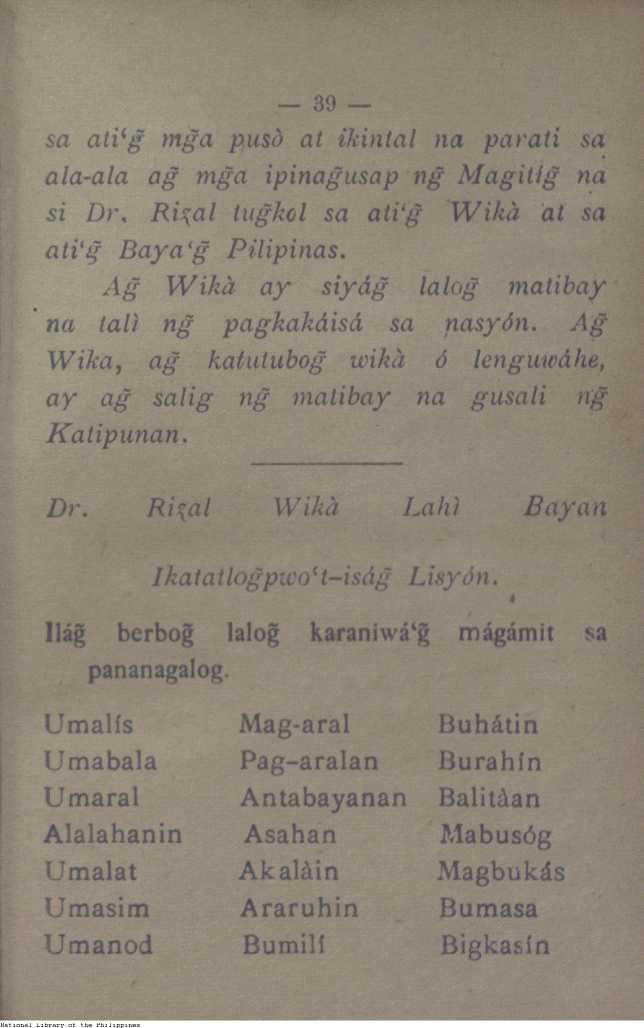 — 39 —
sa ati‘g̃ mg̃a pusò at ikintal na parati sa
ala-ala ag̃ mg̃a ipinag̃usap ng̃ Magitíg̃ na
si Dr. Rizal tug̃kol sa ati‘g̃ Wikà at sa
ati‘g̃ Baya‘g̃ Pilipinas.
Ag̃ Wikà ay siyág̃ lalog̃ matibay
na talì ng̃ pagkakáisá sa nasyón. Ag̃
Wika, ag̃ katutubog̃ wikà ó lenguwáhe,
ay ag̃ salig ng̃ matibay na gusali ng̃
Katipunan.
Dr. Rizal Wikà Lahì Bayan
Ikatatlog̃pwo‘t-iság̃ Lisyón.
Ilág̃ berbog̃ lalog̃ karaniwá‘g̃ mágámit sa
pananagalog.
Umalís Mag-aral Buhátin
Umabala Pag-aralan Burahín
Umaral Antabayanan Balitàan
Alalahanin Asahan Mabusóg
Umalat Akalàin Magbukás
Umasim Araruhin Bumasa
Umanod Bumilí Bigkasín
National Library of the Philippines